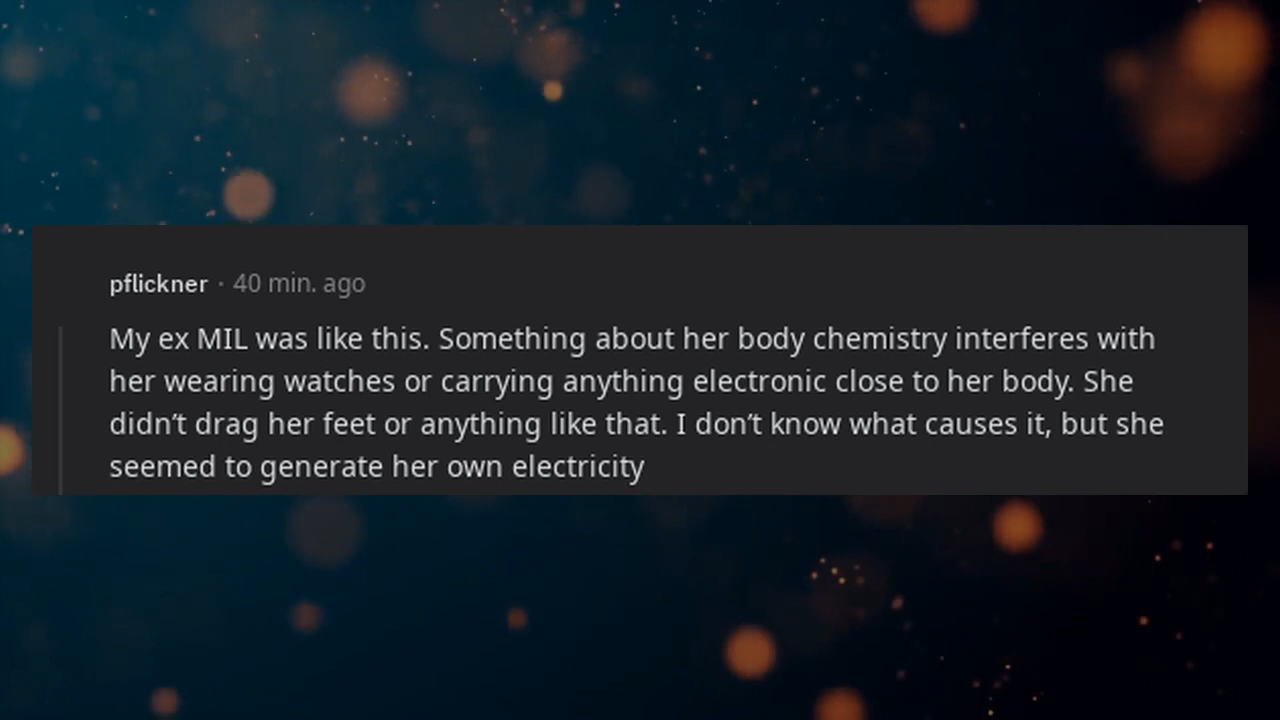 pflickner · 40 min. ago
My ex MIL was like this. Something about her body chemistry interferes with
her wearing watches or carrying anything electronic close to her body. She
didn’t drag her feet or anything like that. I don’t know what causes it, but she
seemed to generate her own electricity